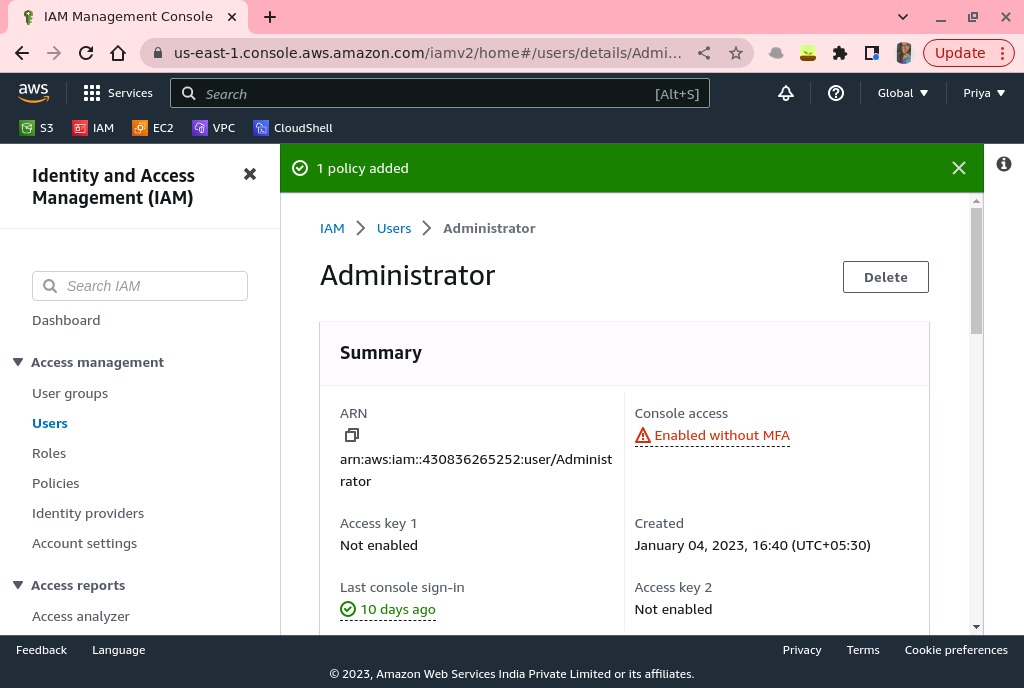 IAM Management Console
us-east-1.console.aws.amazon.com/iamv2/home#/users/details/Admi...
Update
aws
Services
Search
[Alt+S]
Global
Priya
S3
IAM
EC2
VPC
CloudShell
Identity and Access
Management (IAM)
Search IAM
Dashboard
Access management
User groups
Users
Roles
Policies
Identity providers
Account settings
Access reports
Access analyzer
1 policy added
IAM
Users
Administrator
Administrator
Delete
Summary
ARN
arn:aws:iam::430836265252:user/Administ
rator
Console access
Enabled without MFA
Access key 1
Not enabled
Created
January 04, 2023, 16:40 (UTC+05:30)
Last console sign-in
10 days ago
Access key 2
Not enabled
Feedback
Language
Privacy
Terms
Cookie preferences
© 2023, Amazon Web Services India Private Limited or its affiliates.